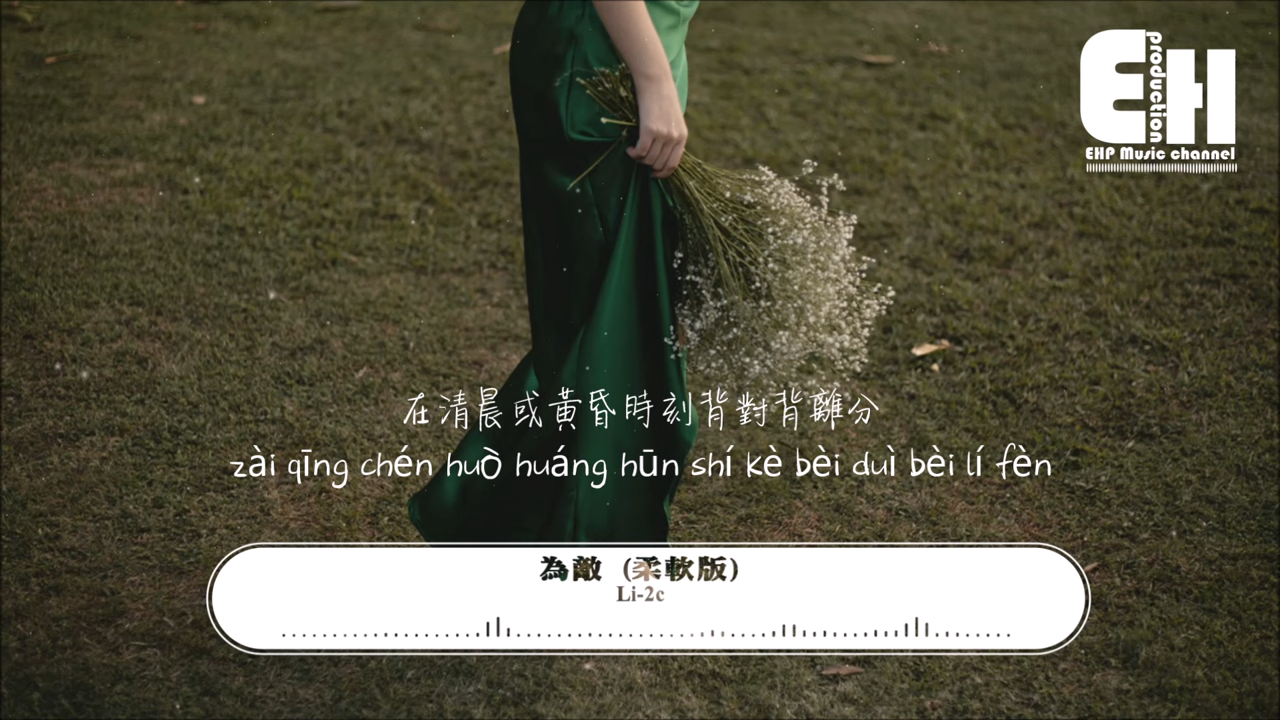 EH
production
EHP Music channel
在清晨或黃昏時刻背對背離分
zài qīng chén huò huáng hūn shí kè bèi duì bèi lí fèn
為敵 (柔軟版)
Li-2c